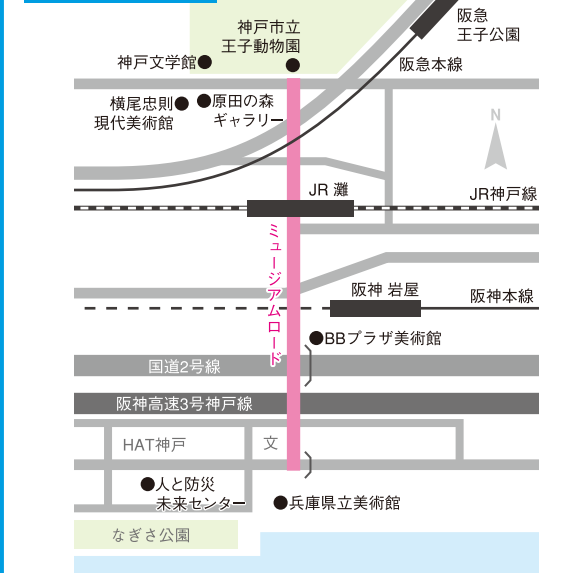 阪急
王子公園
神戸市立
王子動物園
神戸文学館
阪急本線
横尾忠則
現代美術館
原田の森
ギャラリー
N
JR 灘
JR神戸線
ミュージアムロード
阪神 岩屋
阪神本線
BBプラザ美術館
国道2号線
阪神高速3号神戸線
HAT神戸
文
人と防災
未来センター
兵庫県立美術館
なぎさ公園